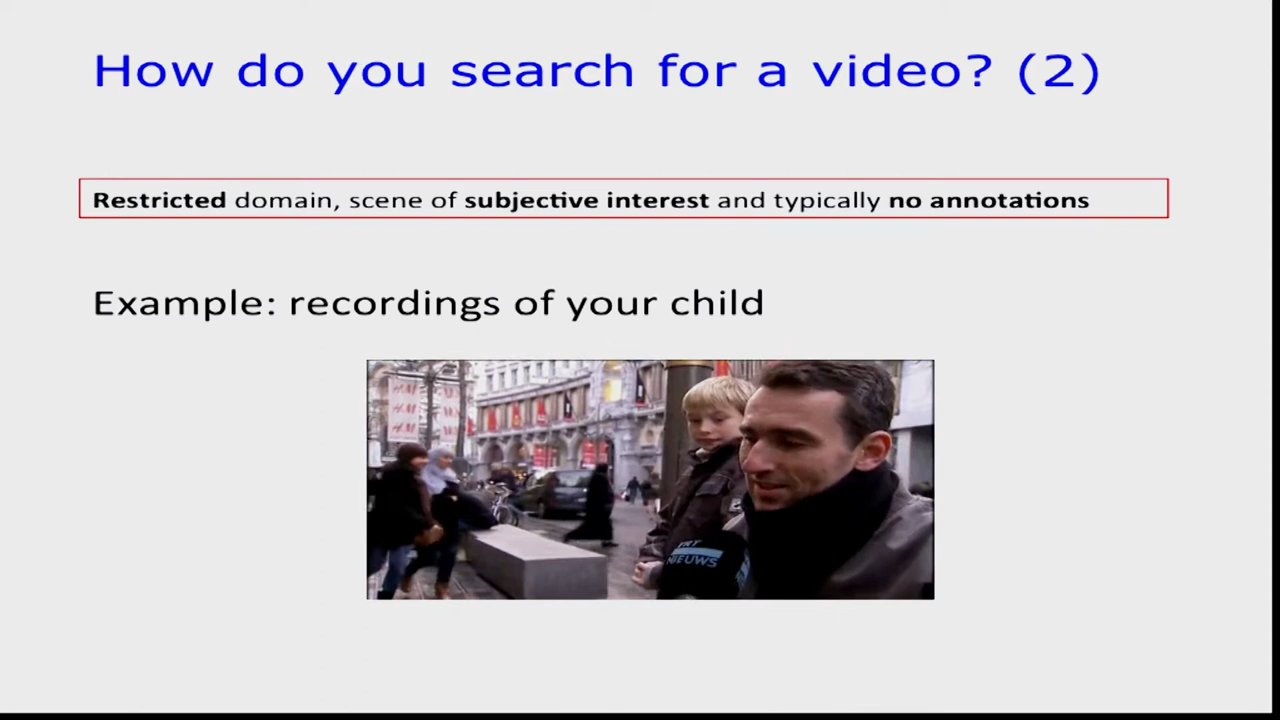 How do you search for a video? (2)
Restricted domain, scene of subjective interest and typically no annotations
Example: recordings of your child
H&M
H&M
H&M
VRT
NIEUWS